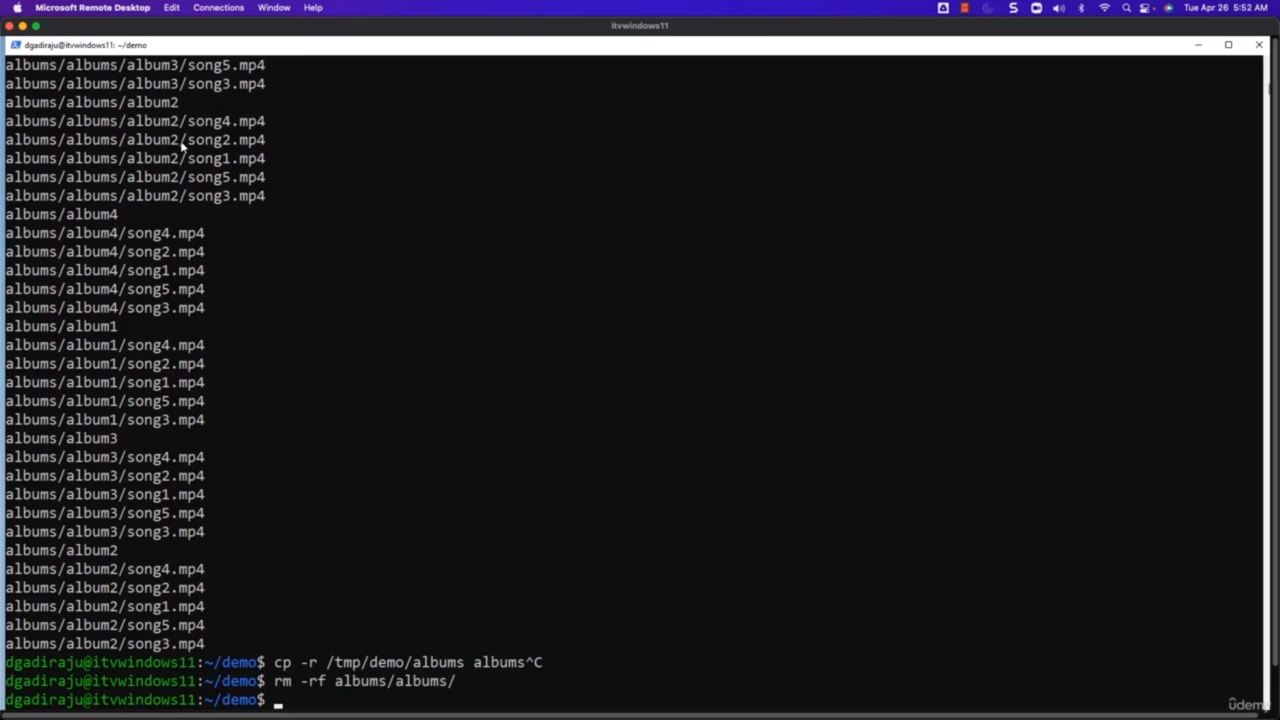 Microsoft Remote Desktop Edit Connections Window Help Tue Apr 26 5:52 AM
itvwindows11
dgadiraju@itvwindows11: ~/demo
albums/albums/album3/song5.mp4
albums/albums/album3/song3.mp4
albums/albums/album2
albums/albums/album2/song4.mp4
albums/albums/album2/song2.mp4
albums/albums/album2/song1.mp4
albums/albums/album2/song5.mp4
albums/albums/album2/song3.mp4
albums/album4
albums/album4/song4.mp4
albums/album4/song2.mp4
albums/album4/song1.mp4
albums/album4/song5.mp4
albums/album4/song3.mp4
albums/album1
albums/album1/song4.mp4
albums/album1/song2.mp4
albums/album1/song1.mp4
albums/album1/song5.mp4
albums/album1/song3.mp4
albums/album3
albums/album3/song4.mp4
albums/album3/song2.mp4
albums/album3/song1.mp4
albums/album3/song5.mp4
albums/album3/song3.mp4
albums/album2
albums/album2/song4.mp4
albums/album2/song2.mp4
albums/album2/song1.mp4
albums/album2/song5.mp4
albums/album2/song3.mp4
dgadiraju@itvwindows11:~/demo$ cp -r /tmp/demo/albums albums^C
dgadiraju@itvwindows11:~/demo$ rm -rf albums/albums/
dgadiraju@itvwindows11:~/demo$
ûdemy